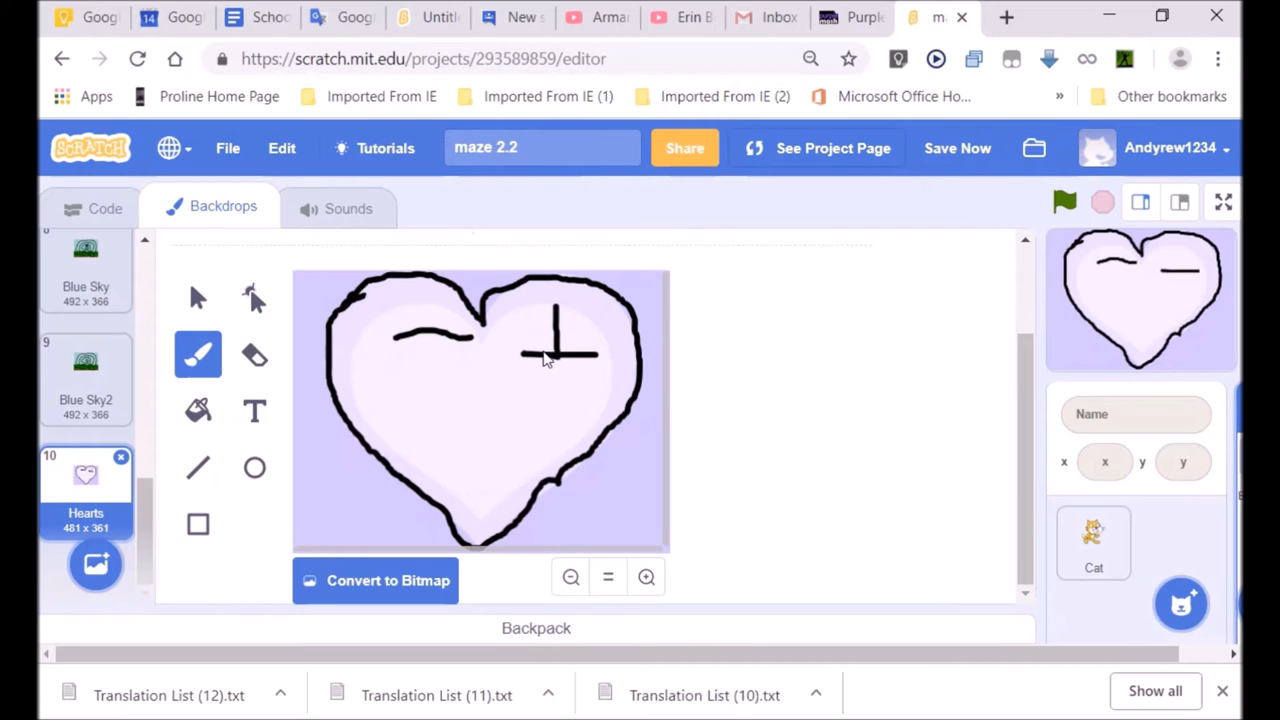 Googl
14
Googl
Schoo
Googl
Untitl
New s
Armar
Erin B
Inbox
Purple
https://scratch.mit.edu/projects/293589859/editor
Apps
Proline Home Page
Imported From IE
Imported From IE (1)
Imported From IE (2)
Microsoft Office Ho...
»
Other bookmarks
SCRATCH
File
Edit
Tutorials
maze 2.2
Share
See Project Page
Save Now
Andyrew1234
Code
Backdrops
Sounds
Blue Sky
492 x 366
9
Blue Sky2
492 x 366
10
Hearts
481 x 361
T
Convert to Bitmap
=
Name
x
x
y
y
Cat
Backpack
Translation List (12).txt
Translation List (11).txt
Translation List (10).txt
Show all